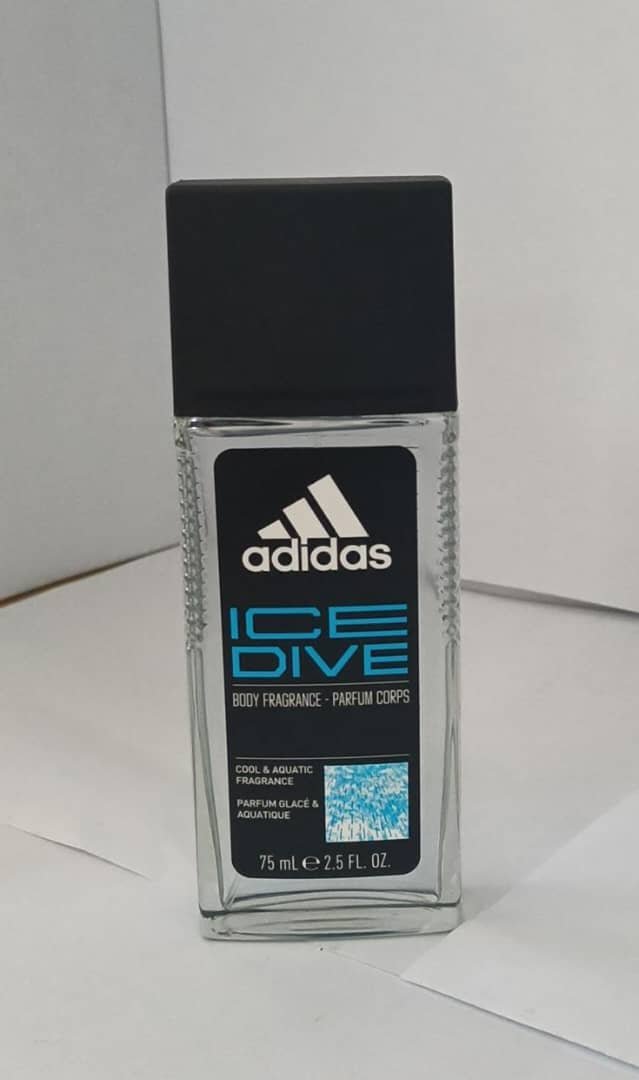 adidas
ICE
DIVE
BODY FRAGRANCE - PARFUM CORPS
COOL & AQUATIC
FRAGRANCE
PARFUM GLACÉ &
AQUATIQUE
75 mL ℮ 2.5 FL. OZ.